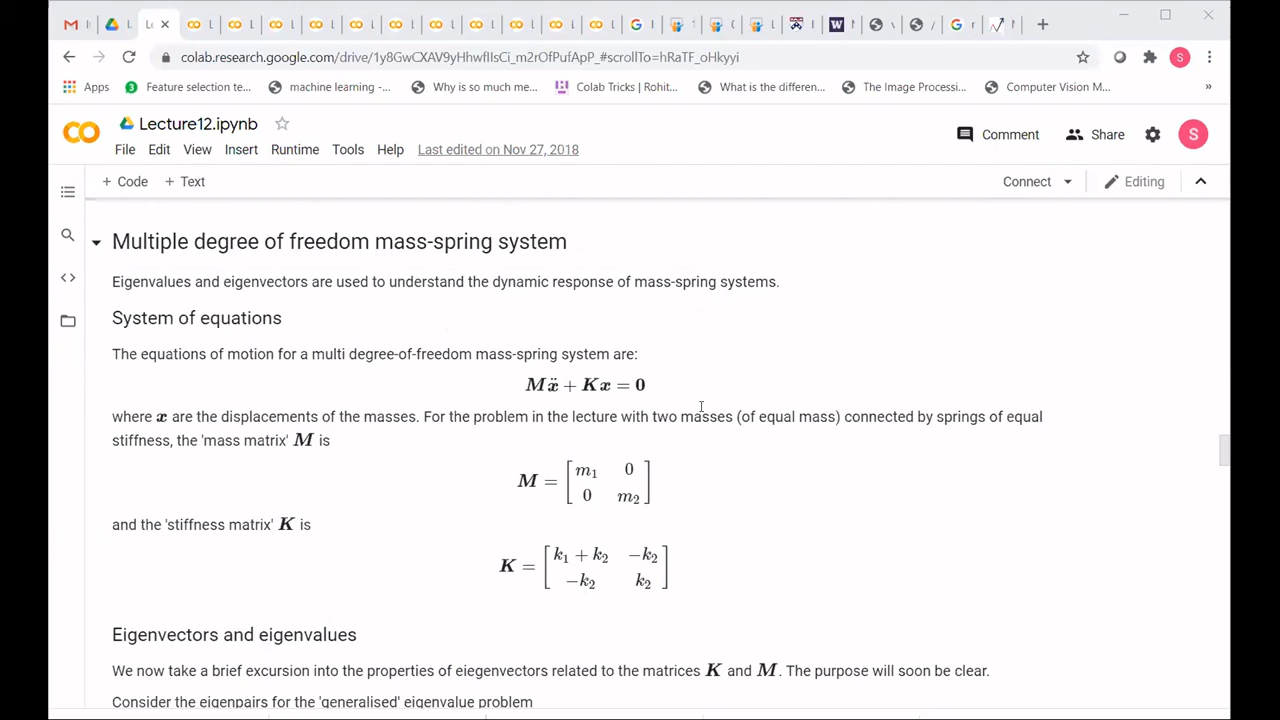 colab.research.google.com/drive/1y8GwCXAV9yHhwfIIsCi_m2rOfPufApP_#scrollTo=hRaTF_oHkyyi
S
Apps
3
Feature selection te...
machine learning -...
Why is so much me...
Colab Tricks | Rohit...
What is the differen...
The Image Processi...
Computer Vision M...
»
Lecture12.ipynb
Comment
Share
S
File Edit View Insert Runtime Tools Help Last edited on Nov 27, 2018
+ Code + Text
Connect
Editing
Multiple degree of freedom mass-spring system
Eigenvalues and eigenvectors are used to understand the dynamic response of mass-spring systems.
System of equations
The equations of motion for a multi degree-of-freedom mass-spring system are:
Mẍ + Kx = 0
where x are the displacements of the masses. For the problem in the lecture with two masses (of equal mass) connected by springs of equal
stiffness, the 'mass matrix' M is
M = [m₁ 0
0 m₂]
and the 'stiffness matrix' K is
K = [k₁ + k₂ −k₂
−k₂ k₂]
Eigenvectors and eigenvalues
We now take a brief excursion into the properties of eiegenvectors related to the matrices K and M. The purpose will soon be clear.
Consider the eigenpairs for the 'generalised' eigenvalue problem